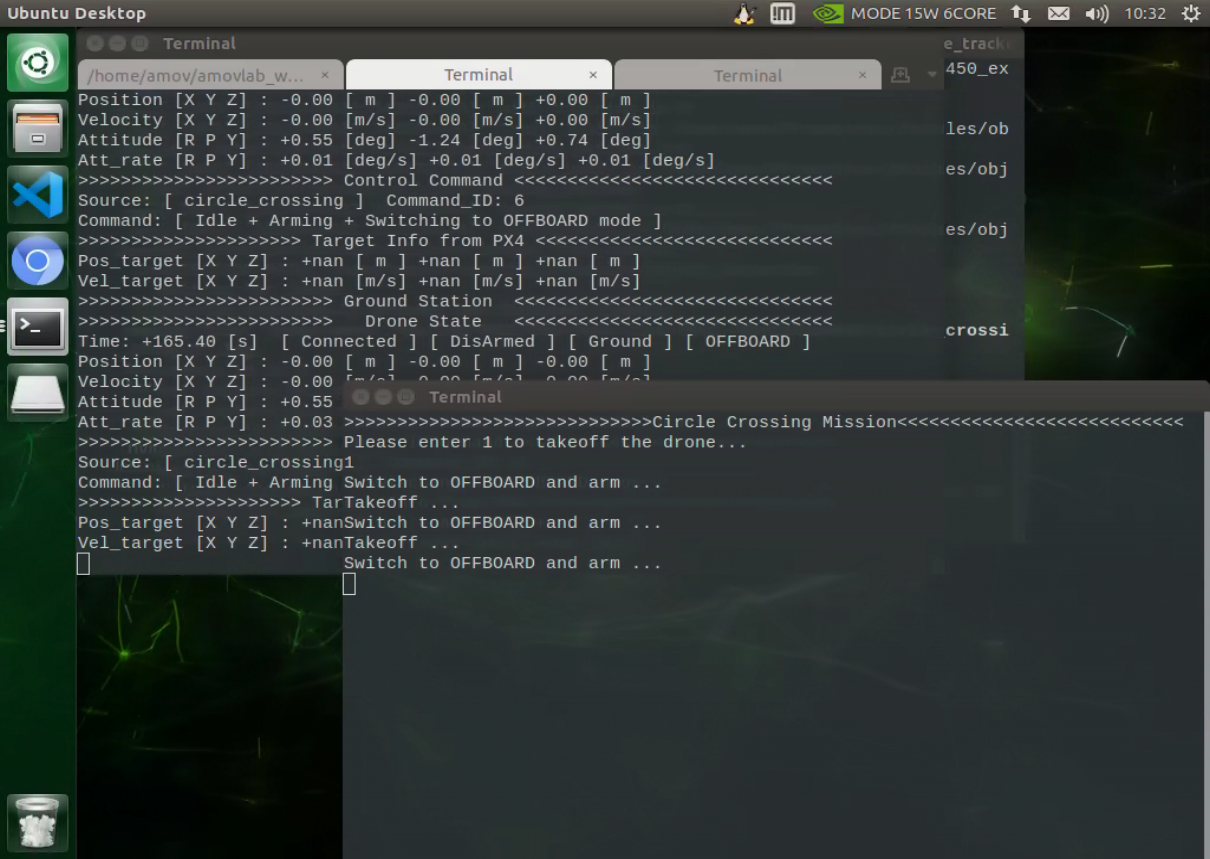 Ubuntu Desktop
MODE 15W 6CORE
10:32
Terminal
e_tracke
/home/amov/amovlab_w... ×
Terminal ×
Terminal ×
450_ex
les/ob
es/obj
es/obj
crossi
Position [X Y Z] : -0.00 [ m ] -0.00 [ m ] +0.00 [ m ]
Velocity [X Y Z] : -0.00 [m/s] -0.00 [m/s] +0.00 [m/s]
Attitude [R P Y] : +0.55 [deg] -1.24 [deg] +0.74 [deg]
Att_rate [R P Y] : +0.01 [deg/s] +0.01 [deg/s] +0.01 [deg/s]
>>>>>>>>>>>>>>>>>>>>>>>> Control Command <<<<<<<<<<<<<<<<<<<<<<<<<<<<<<
Source: [ circle_crossing ]  Command_ID: 6
Command: [ Idle + Arming + Switching to OFFBOARD mode ]
>>>>>>>>>>>>>>>>>>>>> Target Info from PX4 <<<<<<<<<<<<<<<<<<<<<<<<<<<<
Pos_target [X Y Z] : +nan [ m ] +nan [ m ] +nan [ m ]
Vel_target [X Y Z] : +nan [m/s] +nan [m/s] +nan [m/s]
>>>>>>>>>>>>>>>>>>>>>>>> Ground Station  <<<<<<<<<<<<<<<<<<<<<<<<<<<<<<
>>>>>>>>>>>>>>>>>>>>>>>>   Drone State   <<<<<<<<<<<<<<<<<<<<<<<<<<<<<<
Time: +165.40 [s]  [ Connected ] [ DisArmed ] [ Ground ] [ OFFBOARD ]
Position [X Y Z] : -0.00 [ m ] -0.00 [ m ] -0.00 [ m ]
Velocity [X Y Z] : -0.00 [m/s] -0.00 [m/s] -0.00 [m/s]
Attitude [R P Y] : +0.55
Att_rate [R P Y] : +0.03
>>>>>>>>>>>>>>>>>>>>>>>>
Source: [ circle_crossing
Command: [ Idle + Arming
>>>>>>>>>>>>>>>>>>>>> Tar
Pos_target [X Y Z] : +nan
Vel_target [X Y Z] : +nan
Terminal
>>>>>>>>>>>>>>>>>>>>>>>>>>>>>Circle Crossing Mission<<<<<<<<<<<<<<<<<<<<<<<<<<<
Please enter 1 to takeoff the drone...
1
Switch to OFFBOARD and arm ...
Takeoff ...
Switch to OFFBOARD and arm ...
Takeoff ...
Switch to OFFBOARD and arm ...